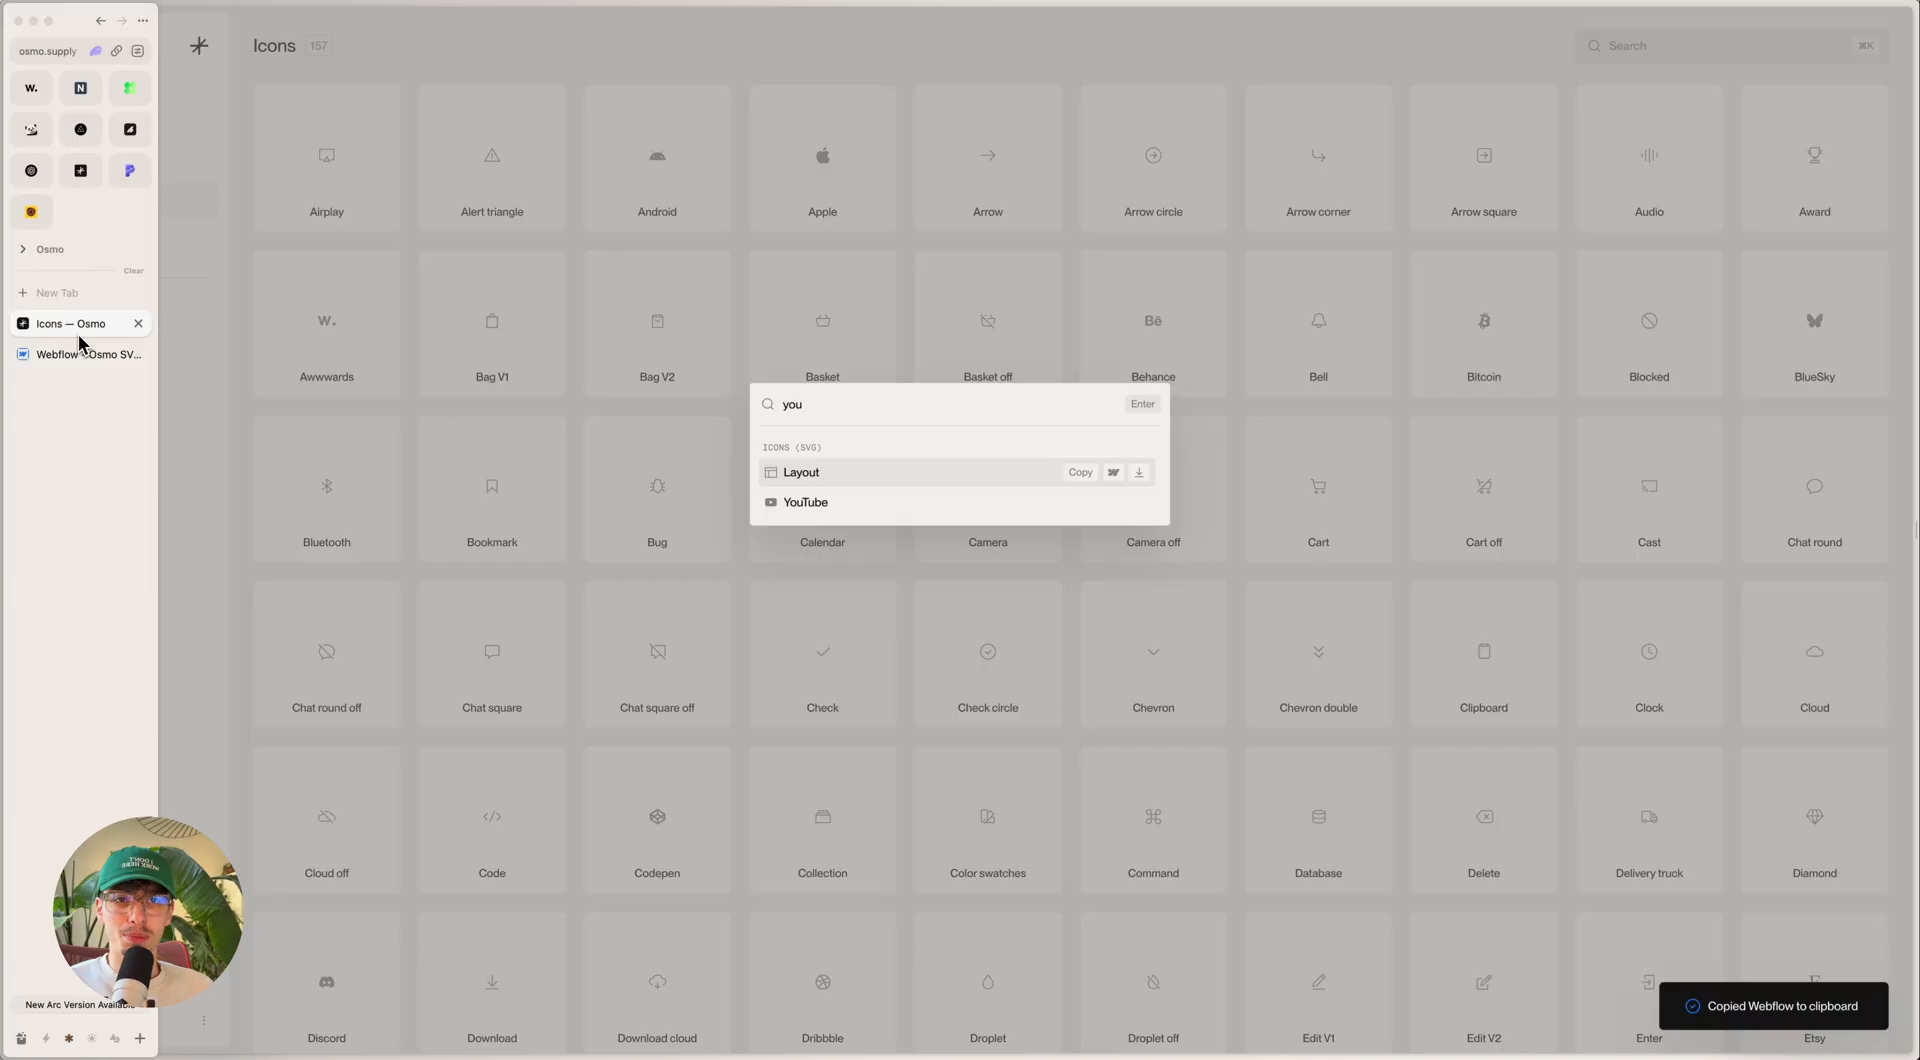 osmo.supply
Icons 157
Search ⌘K
w.
N
Osmo
Clear
New Tab
Icons — Osmo
Webflow - Osmo SV...
Airplay
Alert triangle
Android
Apple
Arrow
Arrow circle
Arrow corner
Arrow square
Audio
Award
W.
Bē
Awwwards
Bag V1
Bag V2
Basket
Basket off
Behance
Bell
Bitcoin
Blocked
BlueSky
you Enter
ICONS (SVG)
Layout Copy
YouTube
Bluetooth
Bookmark
Bug
Calendar
Camera
Camera off
Cart
Cart off
Cast
Chat round
Chat round off
Chat square
Chat square off
Check
Check circle
Chevron
Chevron double
Clipboard
Clock
Cloud
Cloud off
Code
Codepen
Collection
Color swatches
Command
Database
Delete
Delivery truck
Diamond
I DON'T
WORK HERE
New Arc Version Available
Copied Webflow to clipboard
Discord
Download
Download cloud
Dribbble
Droplet
Droplet off
Edit V1
Edit V2
Enter
Etsy